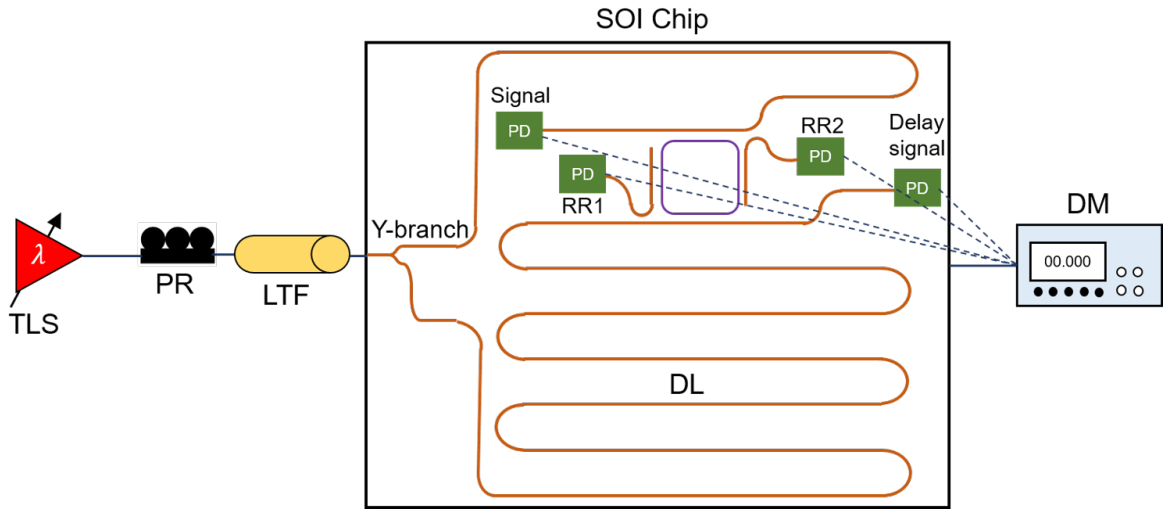 SOI Chip
Signal
PD
RR2
PD
Delay
signal
PD
PD
RR1
Y-branch
DM
00.000
λ
TLS
PR
LTF
DL